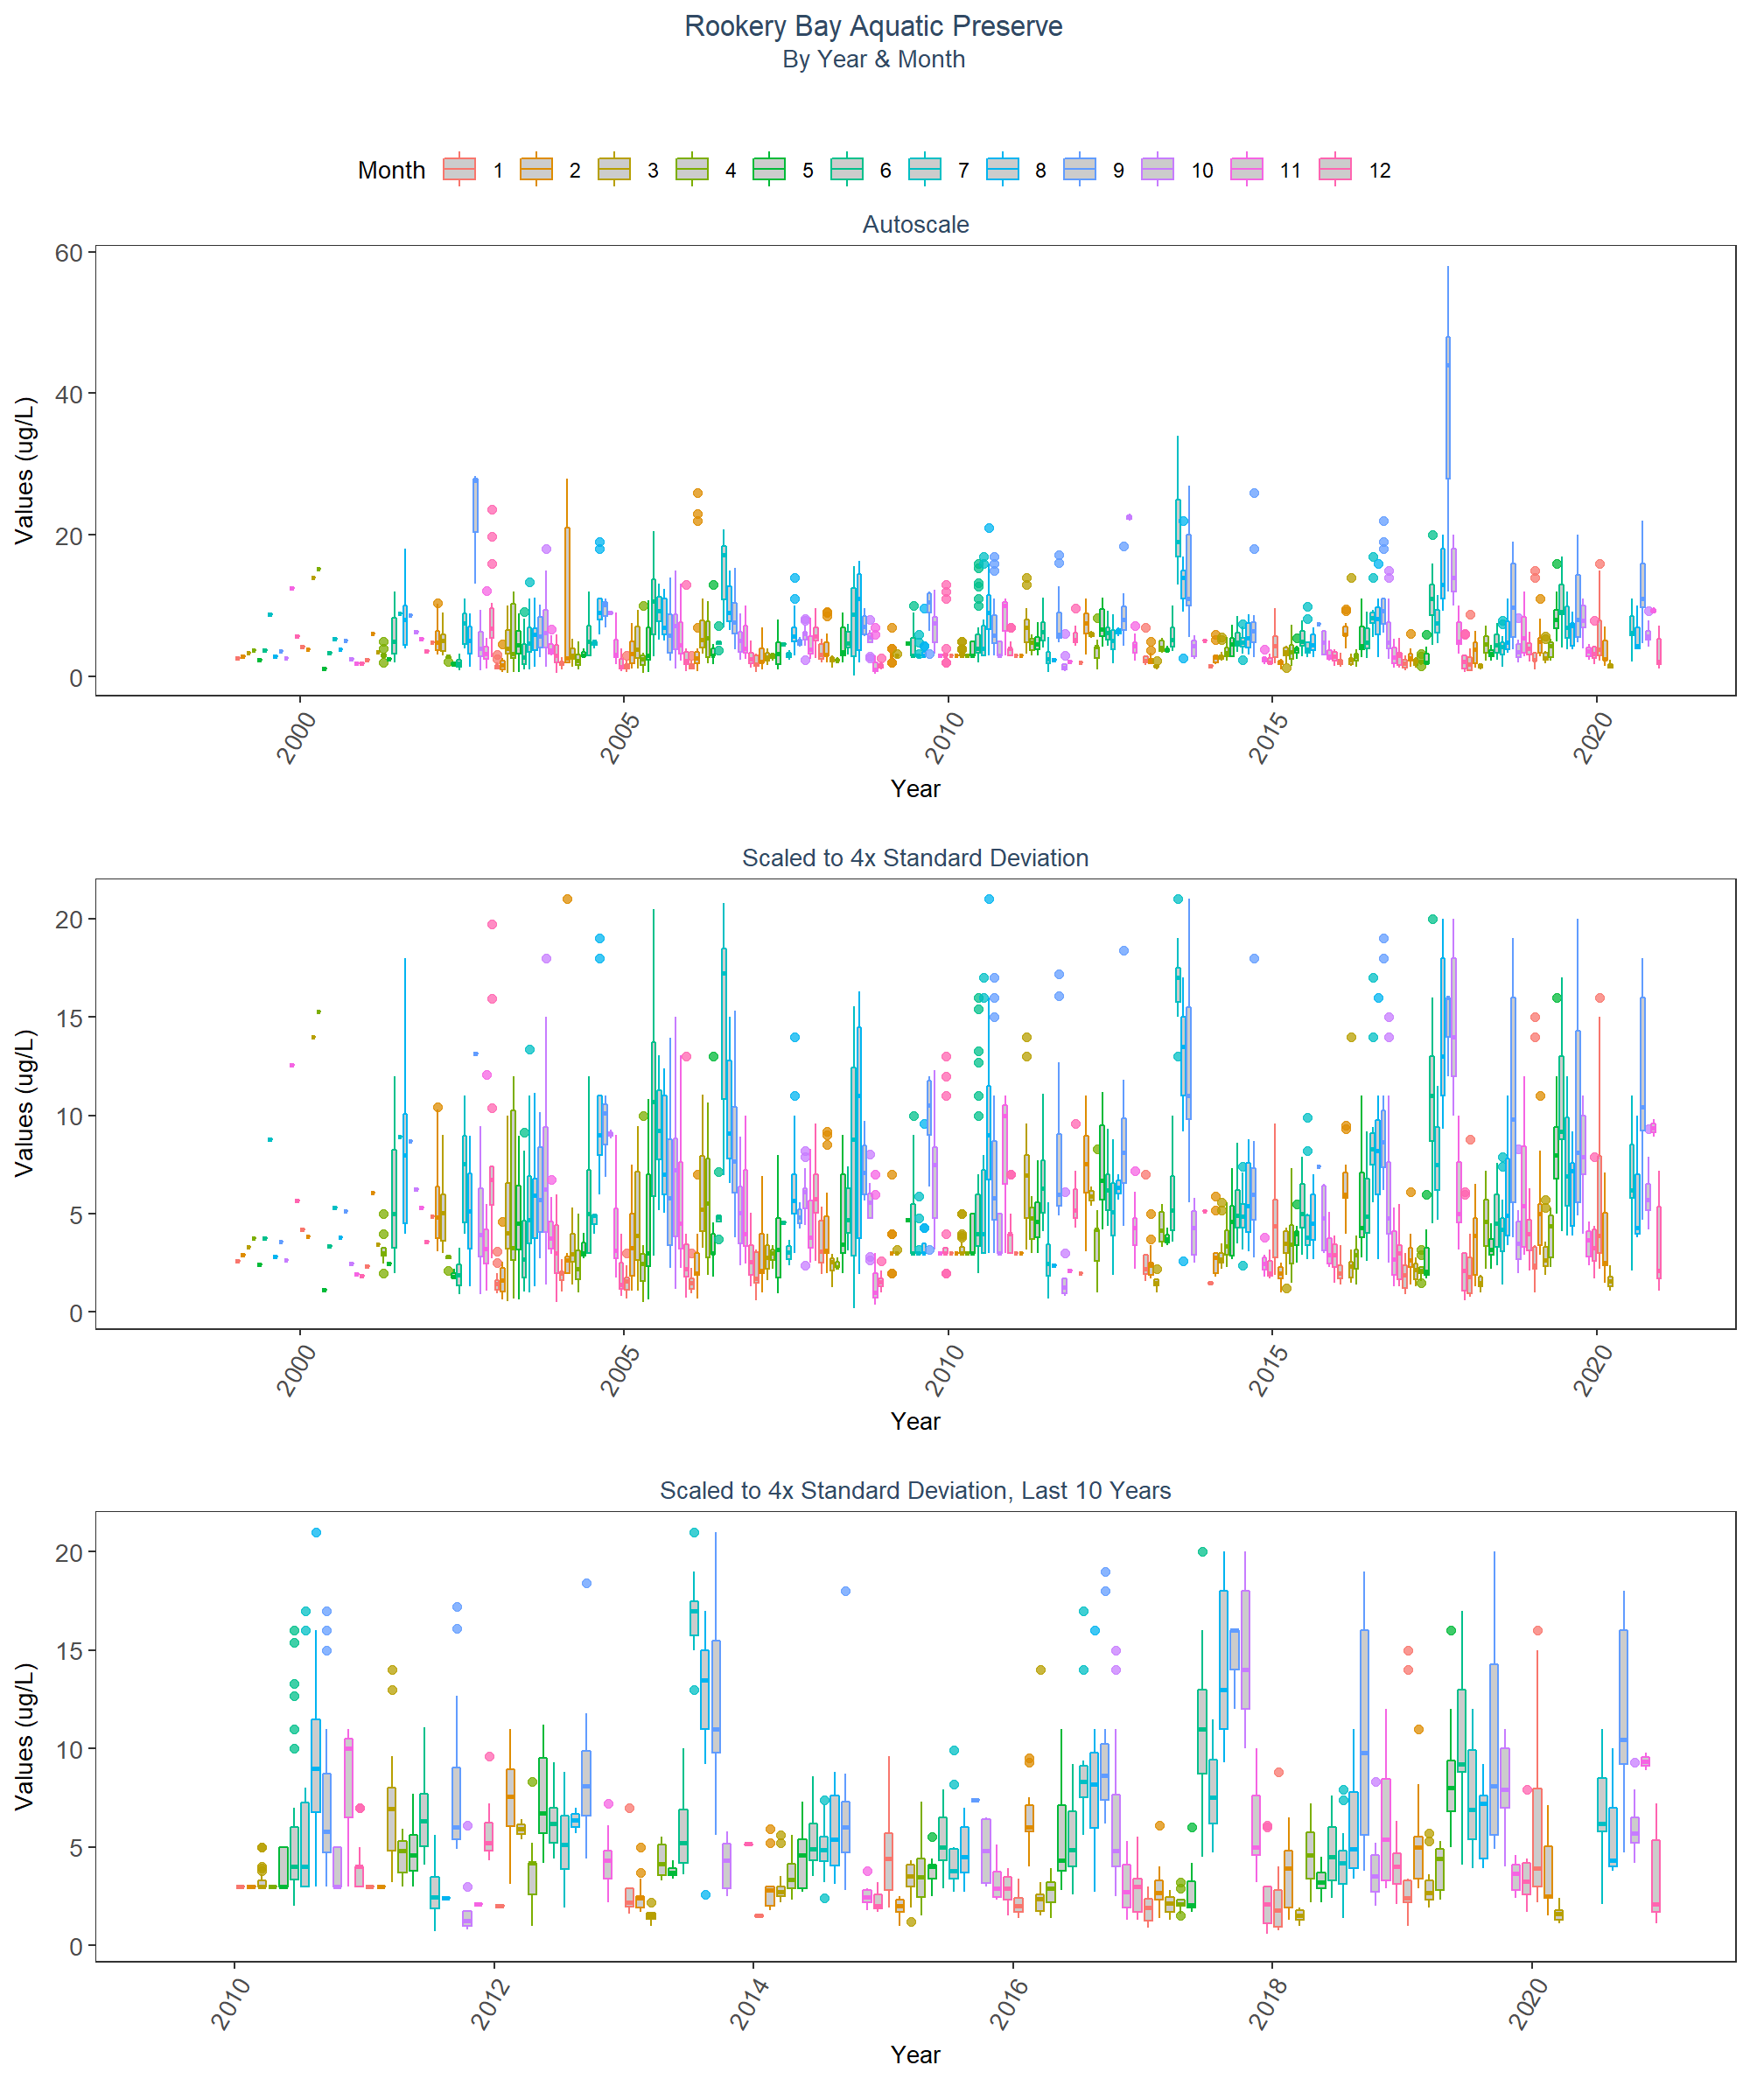 Rookery Bay Aquatic Preserve
By Year & Month
Month 1 2 3 4 5 6 7 8 9 10 11 12
Autoscale
Values (ug/L)
60
40
20
0
2000 2005 2010 2015 2020
Year
Scaled to 4x Standard Deviation
Values (ug/L)
20
15
10
5
0
2000 2005 2010 2015 2020
Year
Scaled to 4x Standard Deviation, Last 10 Years
Values (ug/L)
20
15
10
5
0
2010 2012 2014 2016 2018 2020
Year